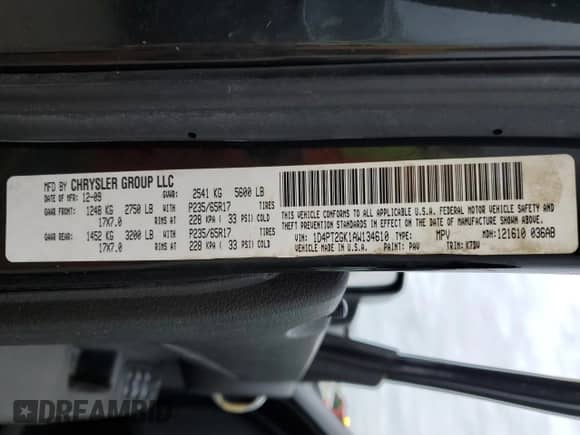 MFD BY CHRYSLER GROUP LLC
DATE OF MFR: 12-09 GVWR: 2541 KG 5600 LB
GAWR FRONT: 1248 KG 2750 LB WITH P235/65R17 TIRES
17X7.0 RIMS AT 228 KPA ( 33 PSI) COLD
GAWR REAR: 1452 KG 3200 LB WITH P235/65R17 TIRES
17X7.0 RIMS AT 228 KPA ( 33 PSI) COLD
THIS VEHICLE CONFORMS TO ALL APPLICABLE U.S.A. FEDERAL MOTOR VEHICLE SAFETY AND
THEFT PREVENTION STANDARDS IN EFFECT ON THE DATE OF MANUFACTURE SHOWN ABOVE.
VIN: 1D4PT2GK1AW134610 TYPE: MPV MDH: 121610 036AB
VEHICLE MADE IN U.S.A. PAINT: PAV TRIM: K7DV
DREAMBID